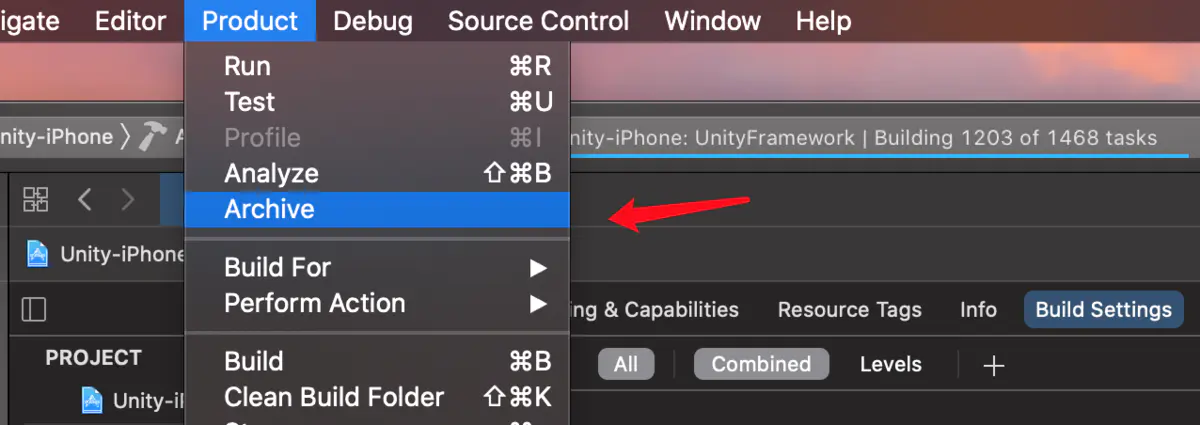 igate Editor Product Debug Source Control Window Help
Run ⌘R
Test ⌘U
Profile ⌘I
nity-iPhone 〉 A
nity-iPhone: UnityFramework | Building 1203 of 1468 tasks
Analyze ⇧⌘B
Archive
Unity-iPhone
Build For ▶
Perform Action ▶
ing & Capabilities Resource Tags Info Build Settings
PROJECT
Build ⌘B
All Combined Levels +
Unity-iP
Clean Build Folder ⇧⌘K